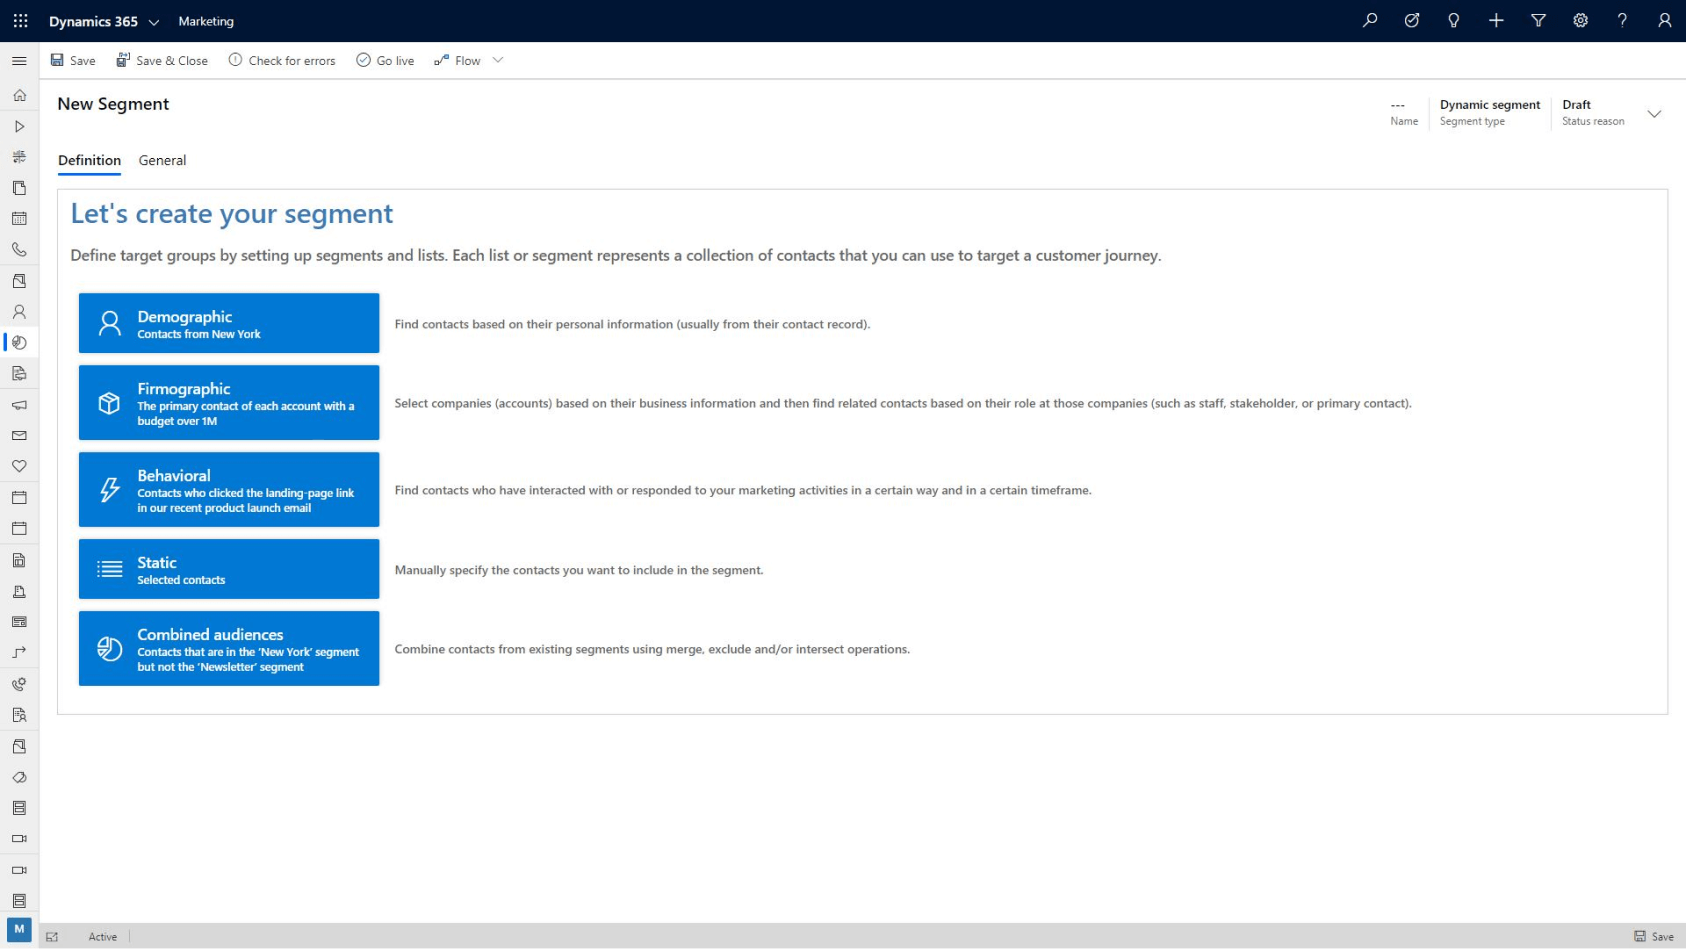 Dynamics 365 Marketing
Save Save & Close Check for errors Go live Flow
New Segment
--- Dynamic segment Draft
Name Segment type Status reason
Definition General
Let's create your segment
Define target groups by setting up segments and lists. Each list or segment represents a collection of contacts that you can use to target a customer journey.
Demographic
Contacts from New York
Find contacts based on their personal information (usually from their contact record).
Firmographic
The primary contact of each account with a
budget over 1M
Select companies (accounts) based on their business information and then find related contacts based on their role at those companies (such as staff, stakeholder, or primary contact).
Behavioral
Contacts who clicked the landing-page link
in our recent product launch email
Find contacts who have interacted with or responded to your marketing activities in a certain way and in a certain timeframe.
Static
Selected contacts
Manually specify the contacts you want to include in the segment.
Combined audiences
Contacts that are in the ‘New York’ segment
but not the ‘Newsletter’ segment
Combine contacts from existing segments using merge, exclude and/or intersect operations.
M
Active
Save